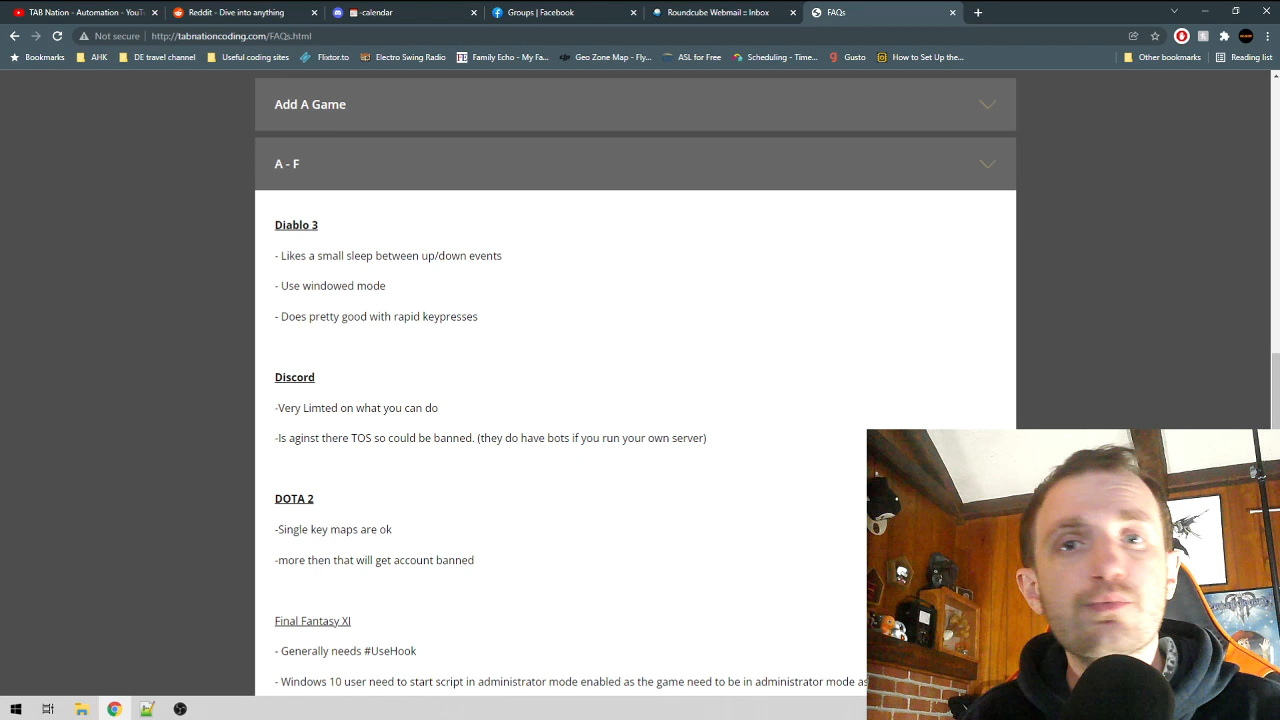 TAB Nation - Automation - YouTu
Reddit - Dive into anything
-calendar
Groups | Facebook
Roundcube Webmail :: Inbox
FAQs
Not secure | http://tabnationcoding.com/FAQs.html
Bookmarks
AHK
DE travel channel
Useful coding sites
Flixtor.to
Electro Swing Radio
Family Echo - My Fa...
Geo Zone Map - Fly...
ASL for Free
Scheduling - Time...
Gusto
How to Set Up the...
Other bookmarks
Reading list
Add A Game
A - F
Diablo 3
- Likes a small sleep between up/down events
- Use windowed mode
- Does pretty good with rapid keypresses
Discord
-Very Limted on what you can do
-Is aginst there TOS so could be banned. (they do have bots if you run your own server)
DOTA 2
-Single key maps are ok
-more then that will get account banned
Final Fantasy XI
- Generally needs #UseHook
- Windows 10 user need to start script in administrator mode enabled as the game need to be in administrator mode as